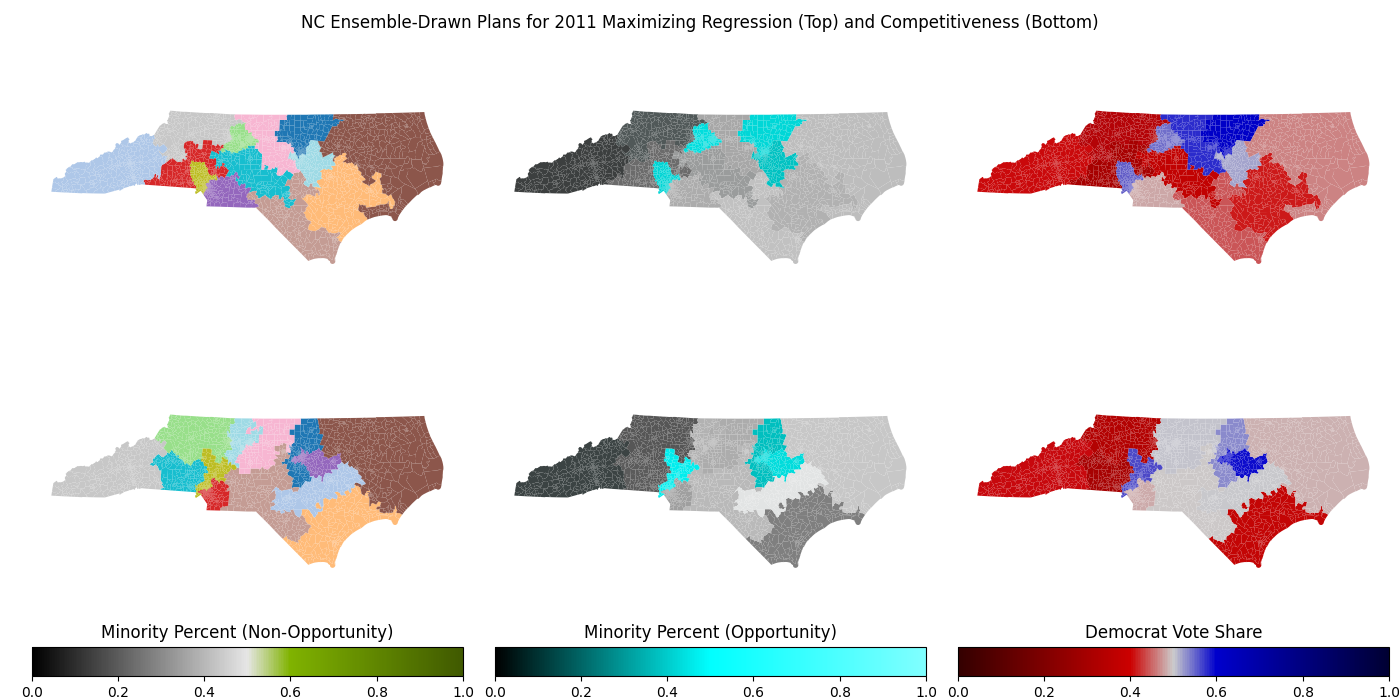 NC Ensemble-Drawn Plans for 2011 Maximizing Regression (Top) and Competitiveness (Bottom)
Minority Percent (Non-Opportunity)
0.0 0.2 0.4 0.6 0.8 1.0
Minority Percent (Opportunity)
0.0 0.2 0.4 0.6 0.8 1.0
Democrat Vote Share
0.0 0.2 0.4 0.6 0.8 1.0